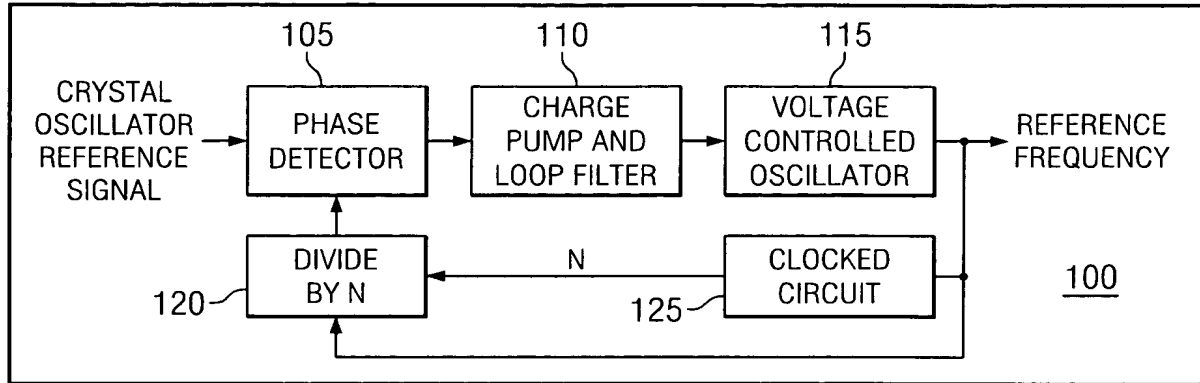 105
110
115
CRYSTAL
OSCILLATOR
REFERENCE
SIGNAL
PHASE
DETECTOR
CHARGE
PUMP AND
LOOP FILTER
VOLTAGE
CONTROLLED
OSCILLATOR
REFERENCE
FREQUENCY
120
DIVIDE
BY N
N
125
CLOCKED
CIRCUIT
100